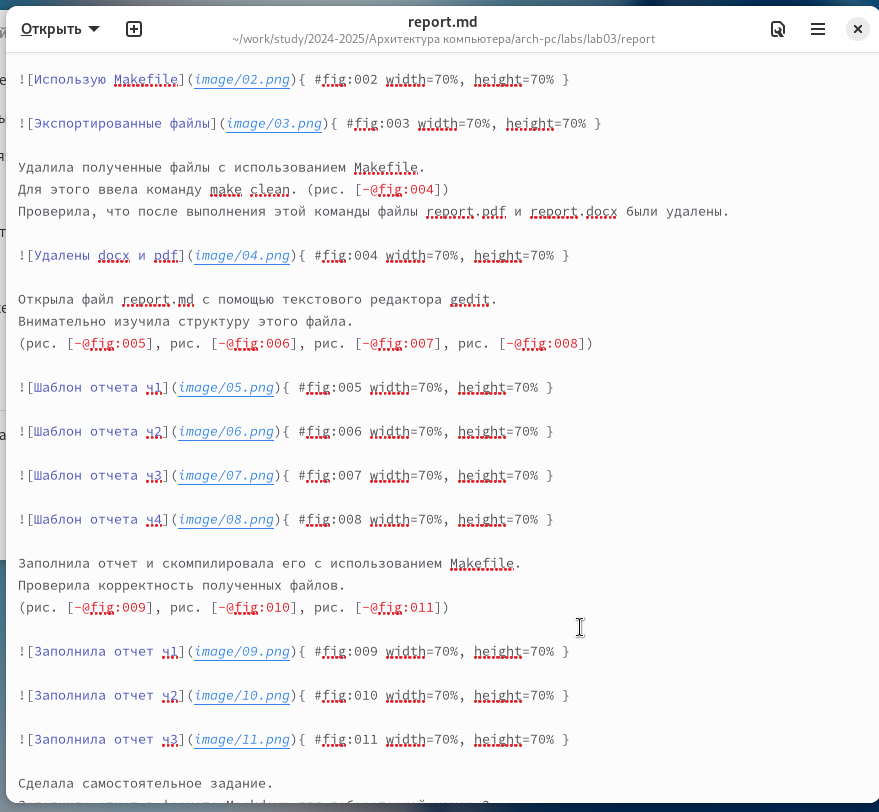 Открыть
report.md
~/work/study/2024-2025/Архитектура компьютера/arch-pc/labs/lab03/report
![Использую Makefile](image/02.png){ #fig:002 width=70%, height=70% }
![Экспортированные файлы](image/03.png){ #fig:003 width=70%, height=70% }
Удалила полученные файлы с использованием Makefile.
Для этого ввела команду make clean. (рис. [-@fig:004])
Проверила, что после выполнения этой команды файлы report.pdf и report.docx были удалены.
![Удалены docx и pdf](image/04.png){ #fig:004 width=70%, height=70% }
Открыла файл report.md с помощью текстового редактора gedit.
Внимательно изучила структуру этого файла.
(рис. [-@fig:005], рис. [-@fig:006], рис. [-@fig:007], рис. [-@fig:008])
![Шаблон отчета ч1](image/05.png){ #fig:005 width=70%, height=70% }
![Шаблон отчета ч2](image/06.png){ #fig:006 width=70%, height=70% }
![Шаблон отчета ч3](image/07.png){ #fig:007 width=70%, height=70% }
![Шаблон отчета ч4](image/08.png){ #fig:008 width=70%, height=70% }
Заполнила отчет и скомпилировала его с использованием Makefile.
Проверила корректность полученных файлов.
(рис. [-@fig:009], рис. [-@fig:010], рис. [-@fig:011])
![Заполнила отчет ч1](image/09.png){ #fig:009 width=70%, height=70% }
![Заполнила отчет ч2](image/10.png){ #fig:010 width=70%, height=70% }
![Заполнила отчет ч3](image/11.png){ #fig:011 width=70%, height=70% }
Сделала самостоятельное задание.